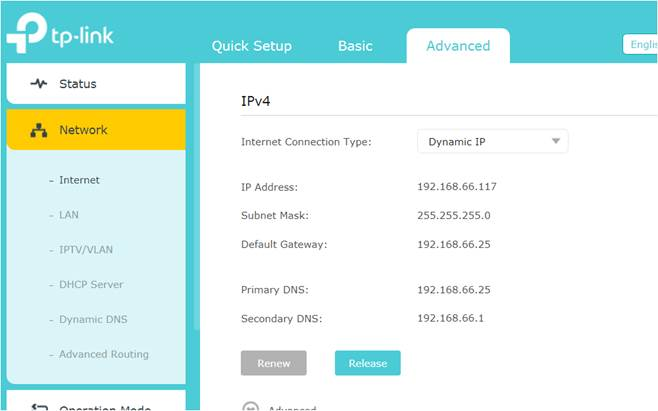 tp-link
Quick Setup Basic Advanced
Englis
Status
Network
- Internet
- LAN
- IPTV/VLAN
- DHCP Server
- Dynamic DNS
- Advanced Routing
Operation Mode
IPv4
Internet Connection Type: Dynamic IP
IP Address: 192.168.66.117
Subnet Mask: 255.255.255.0
Default Gateway: 192.168.66.25
Primary DNS: 192.168.66.25
Secondary DNS: 192.168.66.1
Renew Release
Advanced